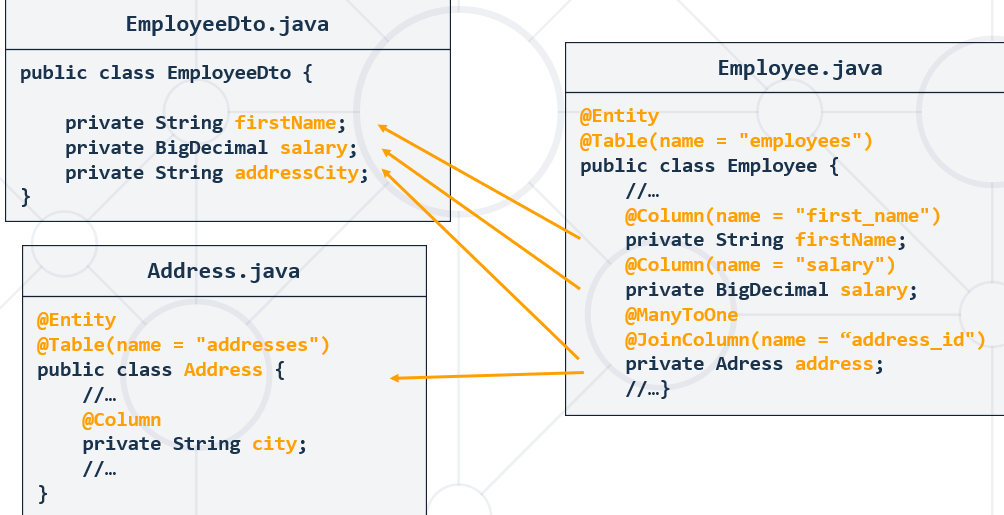 EmployeeDto.java
public class EmployeeDto {
private String firstName;
private BigDecimal salary;
private String addressCity;
}
Address.java
@Entity
@Table(name = "addresses")
public class Address {
//…
@Column
private String city;
//…
}
Employee.java
@Entity
@Table(name = "employees")
public class Employee {
//…
@Column(name = "first_name")
private String firstName;
@Column(name = "salary")
private BigDecimal salary;
@ManyToOne
@JoinColumn(name = “address_id")
private Adress address;
//…}